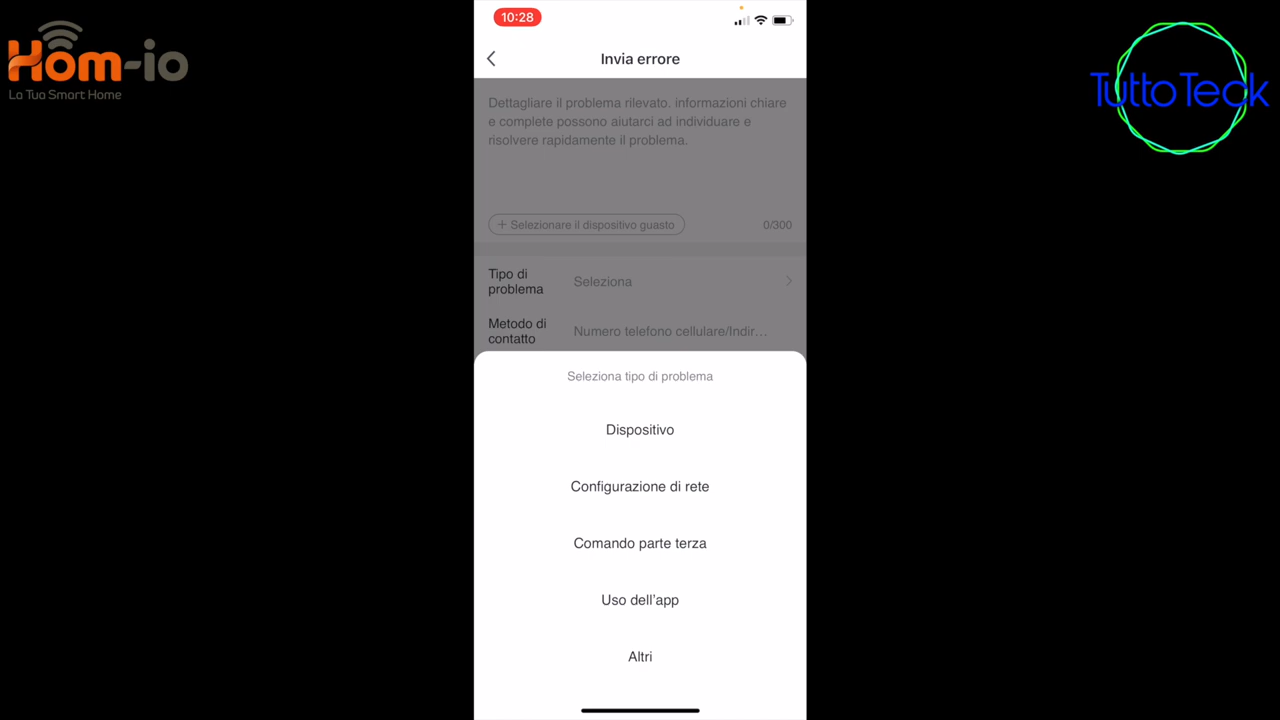 Hom-io
La Tua Smart Home
TuttoTeck
10:28
Invia errore
Dettagliare il problema rilevato. informazioni chiare
e complete possono aiutarci ad individuare e
risolvere rapidamente il problema.
+ Selezionare il dispositivo guasto
0/300
Tipo di
problema
Seleziona
Metodo di
contatto
Numero telefono cellulare/Indir...
Seleziona tipo di problema
Dispositivo
Configurazione di rete
Comando parte terza
Uso dell'app
Altri